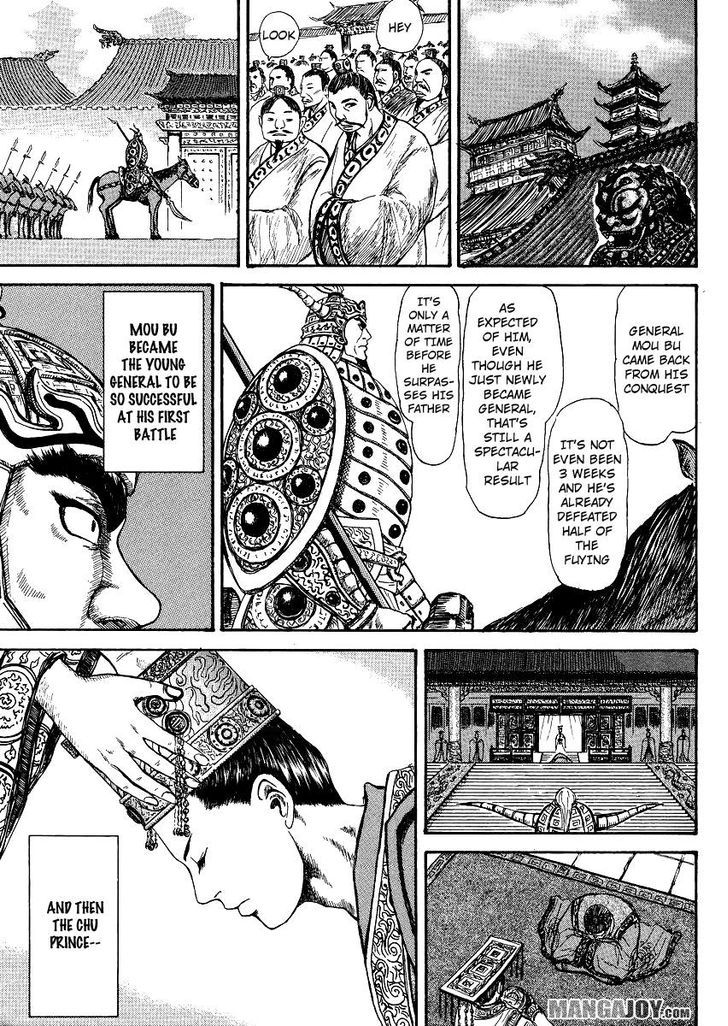 HEY
LOOK
GENERAL
MOU BU
CAME BACK
FROM HIS
CONQUEST
IT'S NOT
EVEN BEEN
3 WEEKS
AND HE'S
ALREADY
DEFEATED
HALF OF
THE
FUYING
AS
EXPECTED
OF HIM,
EVEN
THOUGH HE
JUST NEWLY
BECAME
GENERAL,
THAT'S
STILL A
SPECTACU-
LAR
RESULT
IT'S
ONLY A
MATTER
OF TIME
BEFORE
HE
SURPAS-
SES HIS
FATHER
MOU BU
BECAME
THE YOUNG
GENERAL TO BE
SO SUCCESSFUL
AT HIS FIRST
BATTLE
AND THEN
THE CHU
PRINCE--
MANGAJOY.COM